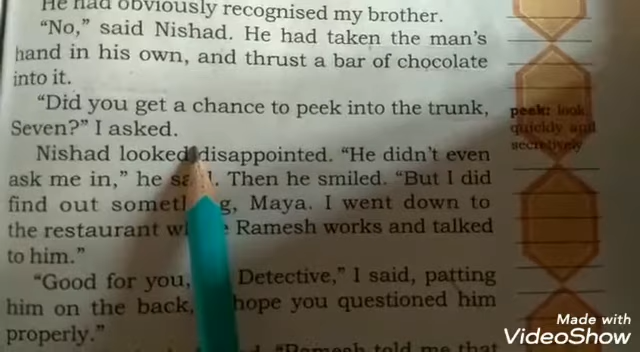 He had obviously recognised my brother.
"No," said Nishad. He had taken the man's
hand in his own, and thrust a bar of chocolate
into it.
"Did you get a chance to peek into the trunk,
Seven?" I asked.
Nishad looked disappointed. "He didn't even
ask me in," he Then he smiled. "But I did
find out Maya. I went down to
the restaurant Ramesh works and talked
to him."
"Good for you, Detective," I said, patting
him on the back, hope you questioned him
properly."
"Ramesh told me that
peek: look
quickly and
secretively
Made with
VideoShow